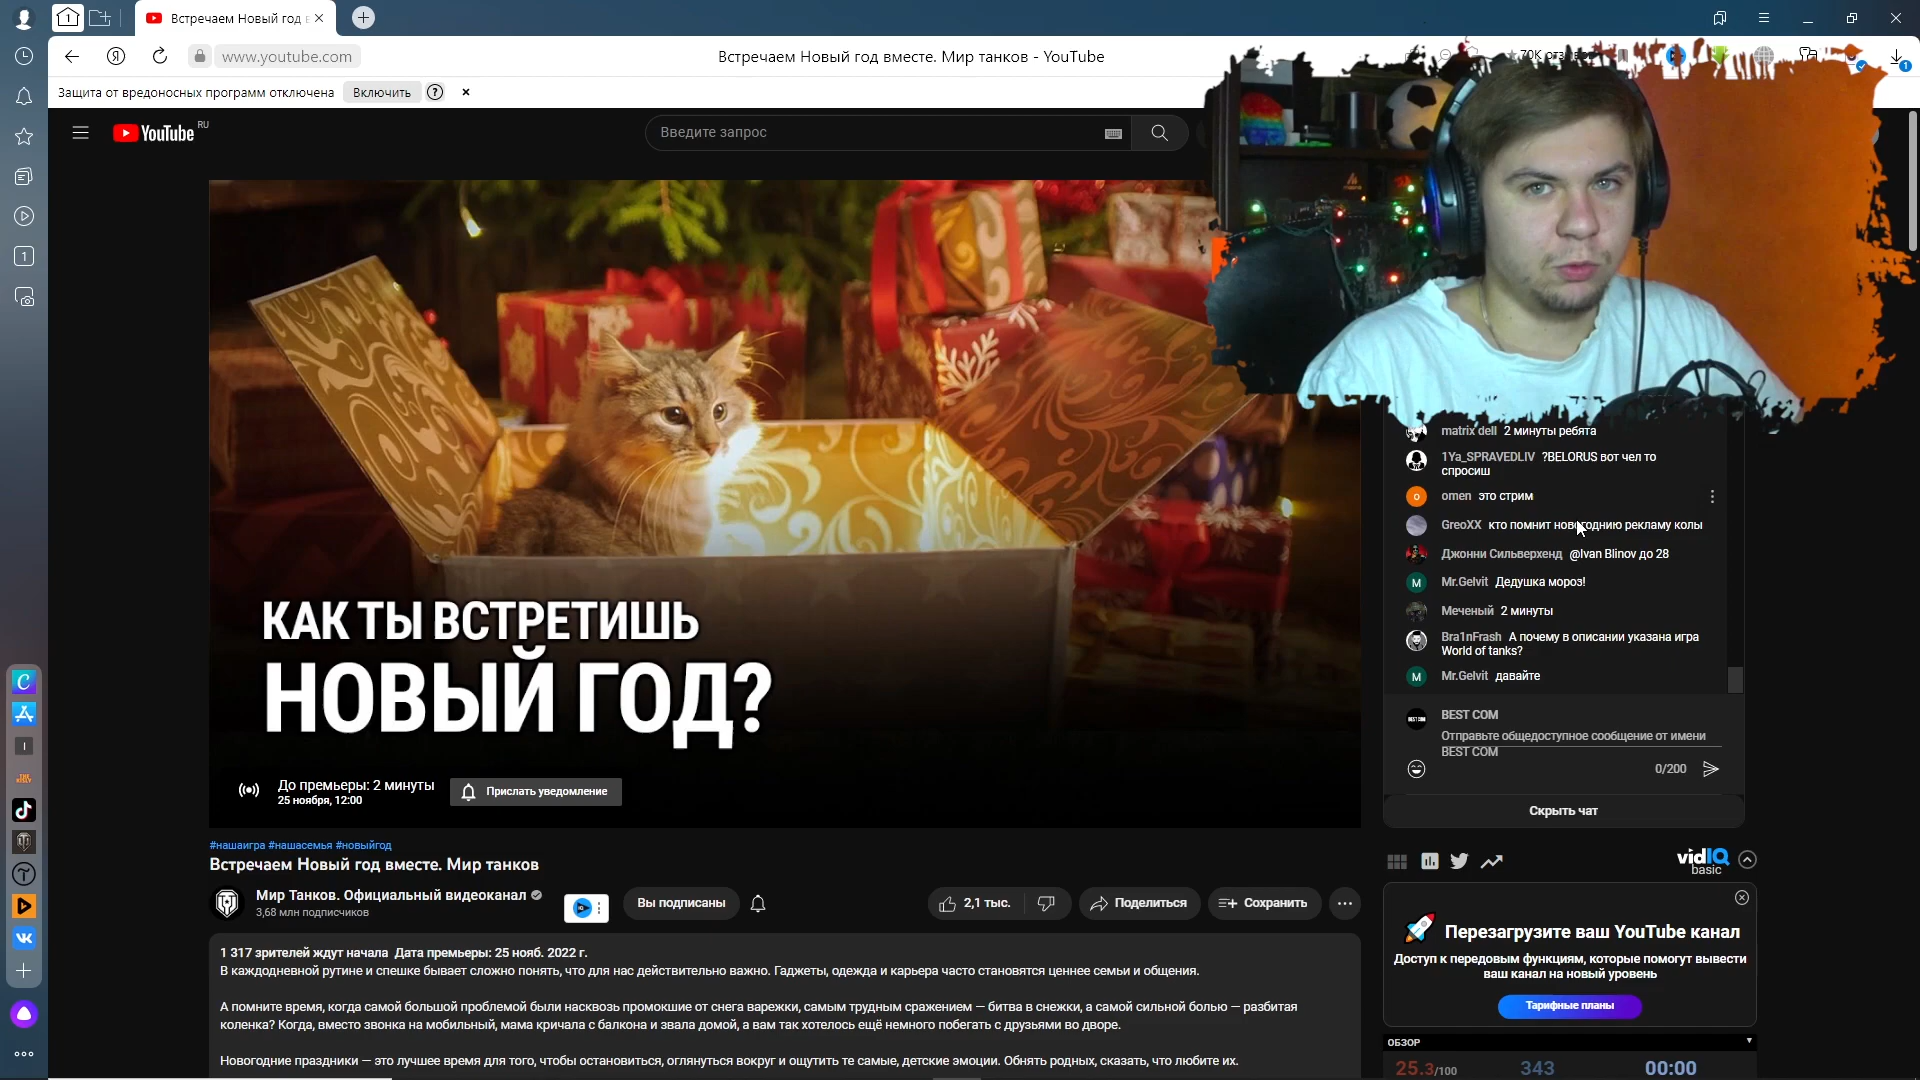 Встречаем Новый год в
www.youtube.com
Встречаем Новый год вместе. Мир танков - YouTube
Защита от вредоносных программ отключена
Включить
YouTube RU
Введите запрос
КАК ТЫ ВСТРЕТИШЬ
НОВЫЙ ГОД?
До премьеры: 2 минуты
25 ноября, 12:00
Прислать уведомление
matrix dell 2 минуты ребята
1Ya_SPRAVEDLIV ?BELORUS вот чел то
спросиш
omen это стрим
GreoXX кто помнит новогоднию рекламу колы
Джонни Сильверхенд @Ivan Blinov до 28
Mr.Gelvit Дедушка мороз!
Меченый 2 минуты
Bra1nFrash А почему в описании указана игра
World of tanks?
Mr.Gelvit давайте
BEST COM
Отправьте общедоступное сообщение от имени
BEST COM
0/200
Скрыть чат
#нашаигра #нашасемья #новыйгод
Встречаем Новый год вместе. Мир танков
Мир Танков. Официальный видеоканал
3,68 млн подписчиков
Вы подписаны
2,1 тыс.
Поделиться
Сохранить
1 317 зрителей ждут начала Дата премьеры: 25 нояб. 2022 г.
В каждодневной рутине и спешке бывает сложно понять, что для нас действительно важно. Гаджеты, одежда и карьера часто становятся ценнее семьи и общения.
А помните время, когда самой большой проблемой были насквозь промокшие от снега варежки, самым трудным сражением — битва в снежки, а самой сильной болью — разбитая
коленка? Когда, вместо звонка на мобильный, мама кричала с балкона и звала домой, а вам так хотелось ещё немного побегать с друзьями во дворе.
Новогодние праздники — это лучшее время для того, чтобы остановиться, оглянуться вокруг и ощутить те самые, детские эмоции. Обнять родных, сказать, что любите их.
vidIQ
basic
Перезагрузите ваш YouTube канал
Доступ к передовым функциям, которые помогут вывести
ваш канал на новый уровень
Тарифные планы
ОБЗОР
25.3/100
343
00:00